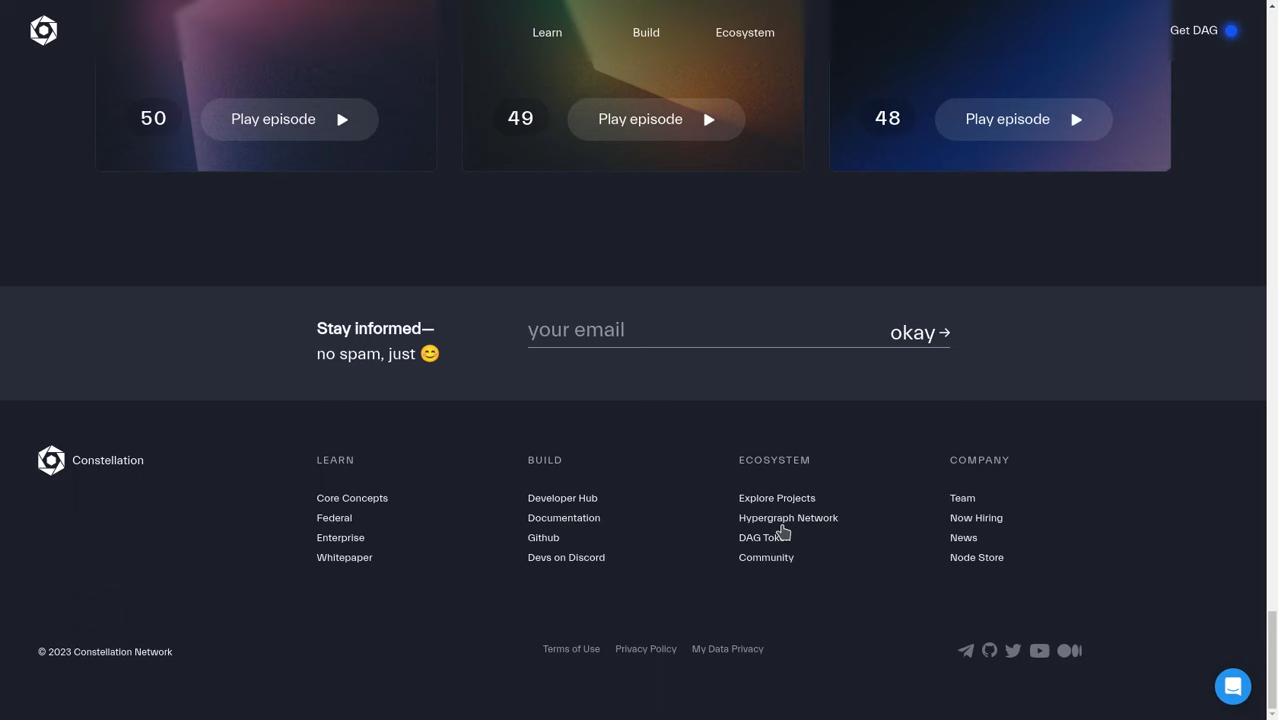 Learn
Build
Ecosystem
Get DAG
50
Play episode
49
Play episode
48
Play episode
Stay informed—
no spam, just 😊
your email
okay→
Constellation
LEARN
Core Concepts
Federal
Enterprise
Whitepaper
BUILD
Developer Hub
Documentation
Github
Devs on Discord
ECOSYSTEM
Explore Projects
Hypergraph Network
DAG Token
Community
COMPANY
Team
Now Hiring
News
Node Store
© 2023 Constellation Network
Terms of Use
Privacy Policy
My Data Privacy